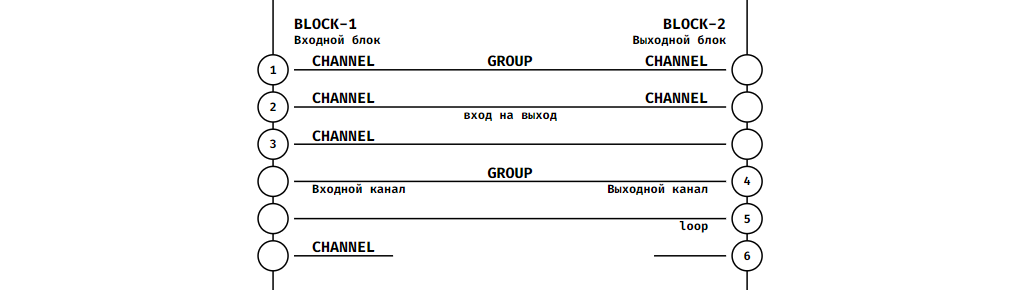 BLOCK-1 BLOCK-2
Входной блок Выходной блок
1 CHANNEL GROUP CHANNEL
2 CHANNEL CHANNEL
вход на выход
3 CHANNEL
GROUP 4
Входной канал Выходной канал
5
loop
CHANNEL 6